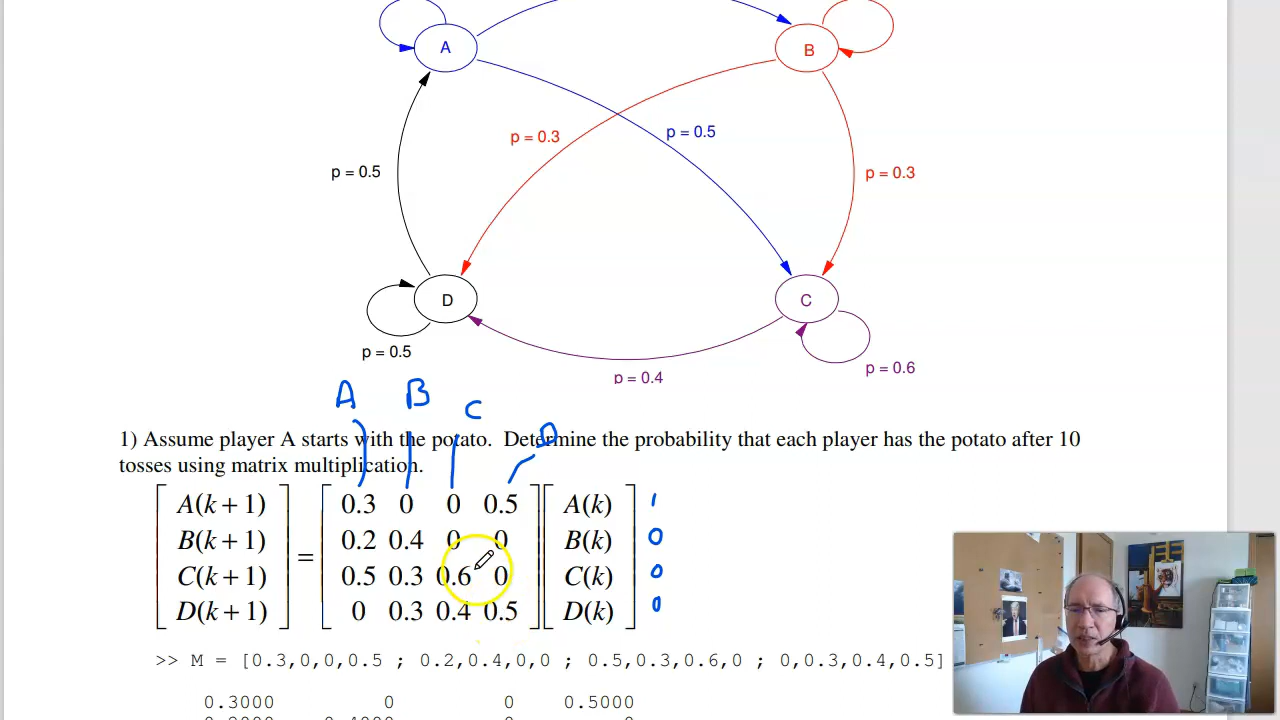 A
B
p = 0.3
p = 0.5
p = 0.5
p = 0.3
D
C
p = 0.5
p = 0.4
p = 0.6
A B C D
1) Assume player A starts with the potato. Determine the probability that each player has the potato after 10
tosses using matrix multiplication.
A(k+1) 0.3 0 0 0.5 A(k) 1
B(k+1) 0.2 0.4 0 0 B(k) 0
= 
C(k+1) 0.5 0.3 0.6 0 C(k) 0
D(k+1) 0 0.3 0.4 0.5 D(k) 0
>> M = [0.3,0,0,0.5 ; 0.2,0.4,0,0 ; 0.5,0.3,0.6,0 ; 0,0.3,0.4,0.5]
0.3000 0 0 0.5000